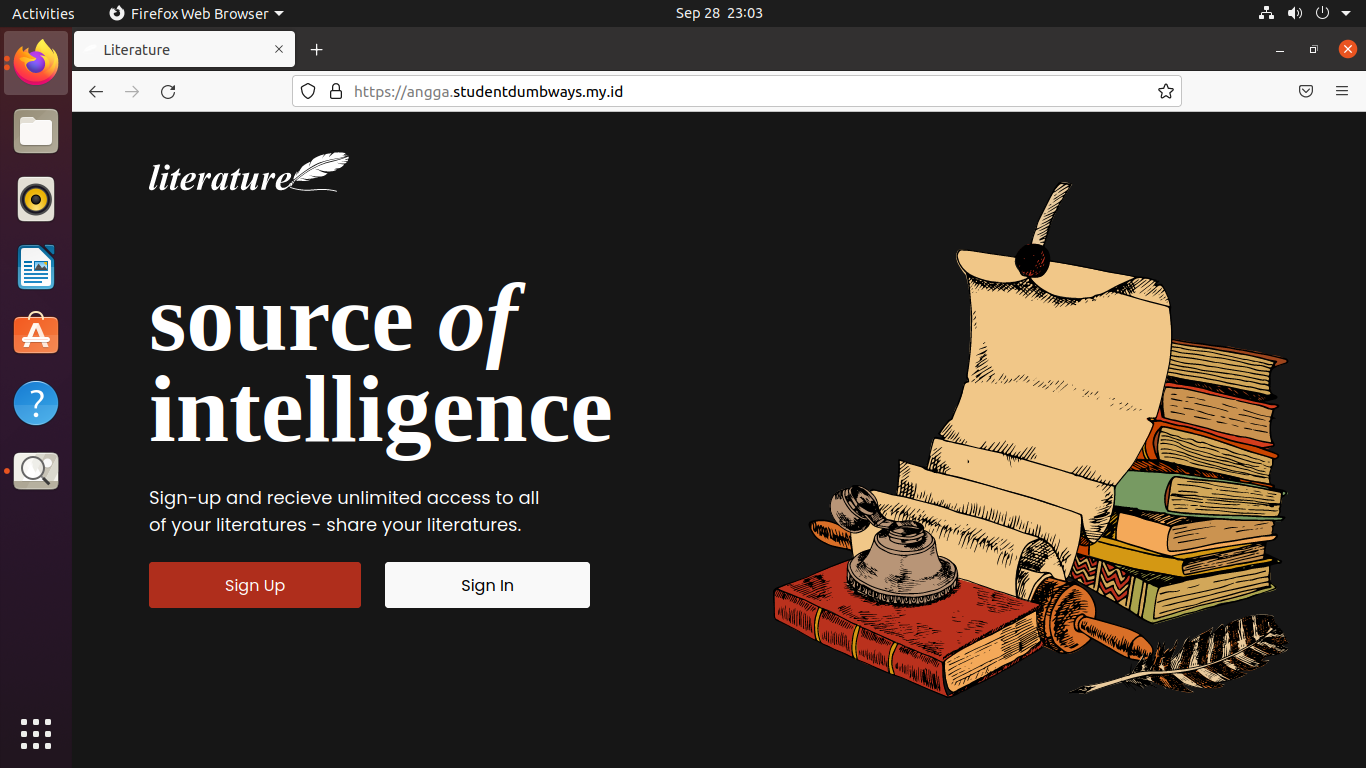 Activities
Firefox Web Browser
Sep 28 23:03
Literature
https://angga.studentdumbways.my.id
literature
source of
intelligence
Sign-up and recieve unlimited access to all
of your literatures - share your literatures.
Sign Up
Sign In